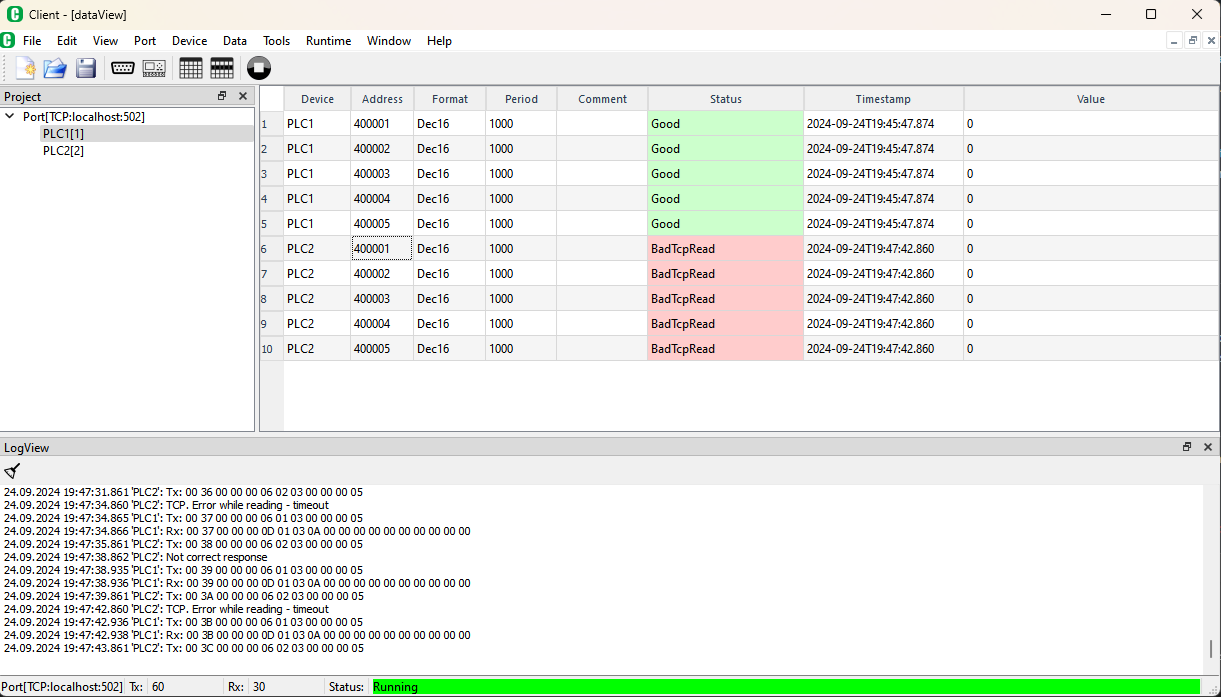 Client - [dataView]
File Edit View Port Device Data Tools Runtime Window Help
Project
Port[TCP:localhost:502]
PLC1[1]
PLC2[2]
Device Address Format Period Comment Status Timestamp Value
1 PLC1 400001 Dec16 1000 Good 2024-09-24T19:45:47.874 0
2 PLC1 400002 Dec16 1000 Good 2024-09-24T19:45:47.874 0
3 PLC1 400003 Dec16 1000 Good 2024-09-24T19:45:47.874 0
4 PLC1 400004 Dec16 1000 Good 2024-09-24T19:45:47.874 0
5 PLC1 400005 Dec16 1000 Good 2024-09-24T19:45:47.874 0
6 PLC2 400001 Dec16 1000 BadTcpRead 2024-09-24T19:47:42.860 0
7 PLC2 400002 Dec16 1000 BadTcpRead 2024-09-24T19:47:42.860 0
8 PLC2 400003 Dec16 1000 BadTcpRead 2024-09-24T19:47:42.860 0
9 PLC2 400004 Dec16 1000 BadTcpRead 2024-09-24T19:47:42.860 0
10 PLC2 400005 Dec16 1000 BadTcpRead 2024-09-24T19:47:42.860 0
LogView
24.09.2024 19:47:31.861 'PLC2': Tx: 00 36 00 00 00 06 02 03 00 00 00 05
24.09.2024 19:47:34.860 'PLC2': TCP. Error while reading - timeout
24.09.2024 19:47:34.865 'PLC1': Tx: 00 37 00 00 00 06 01 03 00 00 00 05
24.09.2024 19:47:34.866 'PLC1': Rx: 00 37 00 00 00 0D 01 03 0A 00 00 00 00 00 00 00 00 00 00
24.09.2024 19:47:35.861 'PLC2': Tx: 00 38 00 00 00 06 02 03 00 00 00 05
24.09.2024 19:47:38.862 'PLC2': Not correct response
24.09.2024 19:47:38.935 'PLC1': Tx: 00 39 00 00 00 06 01 03 00 00 00 05
24.09.2024 19:47:38.936 'PLC1': Rx: 00 39 00 00 00 0D 01 03 0A 00 00 00 00 00 00 00 00 00 00
24.09.2024 19:47:39.861 'PLC2': Tx: 00 3A 00 00 00 06 02 03 00 00 00 05
24.09.2024 19:47:42.860 'PLC2': TCP. Error while reading - timeout
24.09.2024 19:47:42.936 'PLC1': Tx: 00 3B 00 00 00 06 01 03 00 00 00 05
24.09.2024 19:47:42.938 'PLC1': Rx: 00 3B 00 00 00 0D 01 03 0A 00 00 00 00 00 00 00 00 00 00
24.09.2024 19:47:43.861 'PLC2': Tx: 00 3C 00 00 00 06 02 03 00 00 00 05
Port[TCP:localhost:502] Tx: 60 Rx: 30 Status: Running